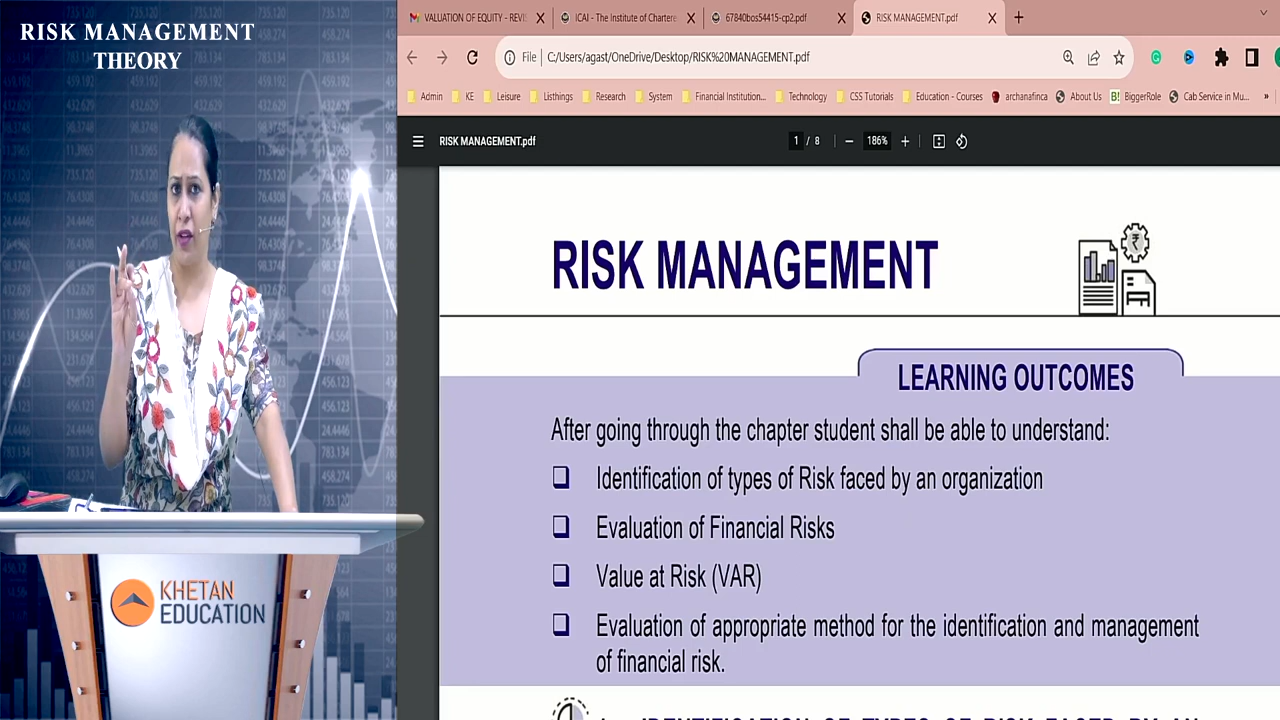 RISK MANAGEMENT
THEORY
VALUATION OF EQUITY - REVI
ICAI - The Institute of Chartere
67840bos54415-cp2.pdf
RISK MANAGEMENT.pdf
File
C:/Users/agast/OneDrive/Desktop/RISK%20MANAGEMENT.pdf
Admin KE Leisure Listhings Research System Financial Institution... Technology CSS Tutorials Education - Courses archanafinca About Us B! BiggerRole Cab Service in Mu... »
RISK MANAGEMENT.pdf
1 / 8 186%
RISK MANAGEMENT
LEARNING OUTCOMES
After going through the chapter student shall be able to understand:
Identification of types of Risk faced by an organization
Evaluation of Financial Risks
Value at Risk (VAR)
Evaluation of appropriate method for the identification and management
of financial risk.
KHETAN
EDUCATION